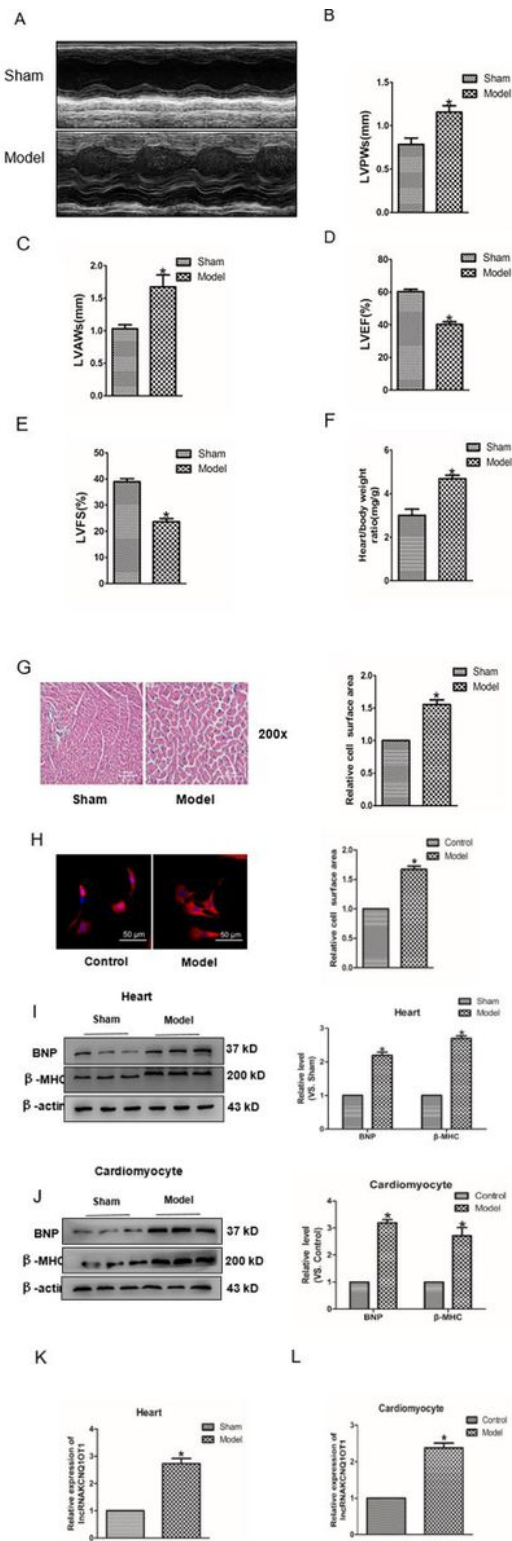 A
Sham
Model
B
LVPWs(mm)
1.5
1.0
0.5
0.0
*
Sham
Model
C
LVAWs(mm)
2.0
1.5
1.0
0.5
0.0
*
Sham
Model
D
LVEF(%)
80
60
40
20
0
*
Sham
Model
E
LVFS(%)
50
40
30
20
10
0
*
Sham
Model
F
Heart/body weight
ratio(mg/g)
6
4
2
0
*
Sham
Model
G
Sham
Model
200x
Relative cell surface area
2.0
1.5
1.0
0.5
0.0
*
Sham
Model
H
50 μm
50 μm
Control
Model
Relative cell surface area
2.0
1.5
1.0
0.5
0.0
*
Control
Model
I
Heart
Sham
Model
BNP
37 kD
β-MHC
200 kD
β-actin
43 kD
Heart
Relative level
(VS. Sham)
3
2
1
0
*
*
BNP
β-MHC
Sham
Model
J
Cardiomyocyte
Sham
Model
BNP
37 kD
β-MHC
200 kD
β-actin
43 kD
Cardiomyocyte
Relative level
(VS. Control)
4
3
2
1
0
*
*
BNP
β-MHC
Control
Model
K
Heart
Relative expression of
lncRNAKCNQ1OT1
4
3
2
1
0
*
Sham
Model
L
Cardiomyocyte
Relative expression of
lncRNAKCNQ1OT1
3
2
1
0
*
Control
Model